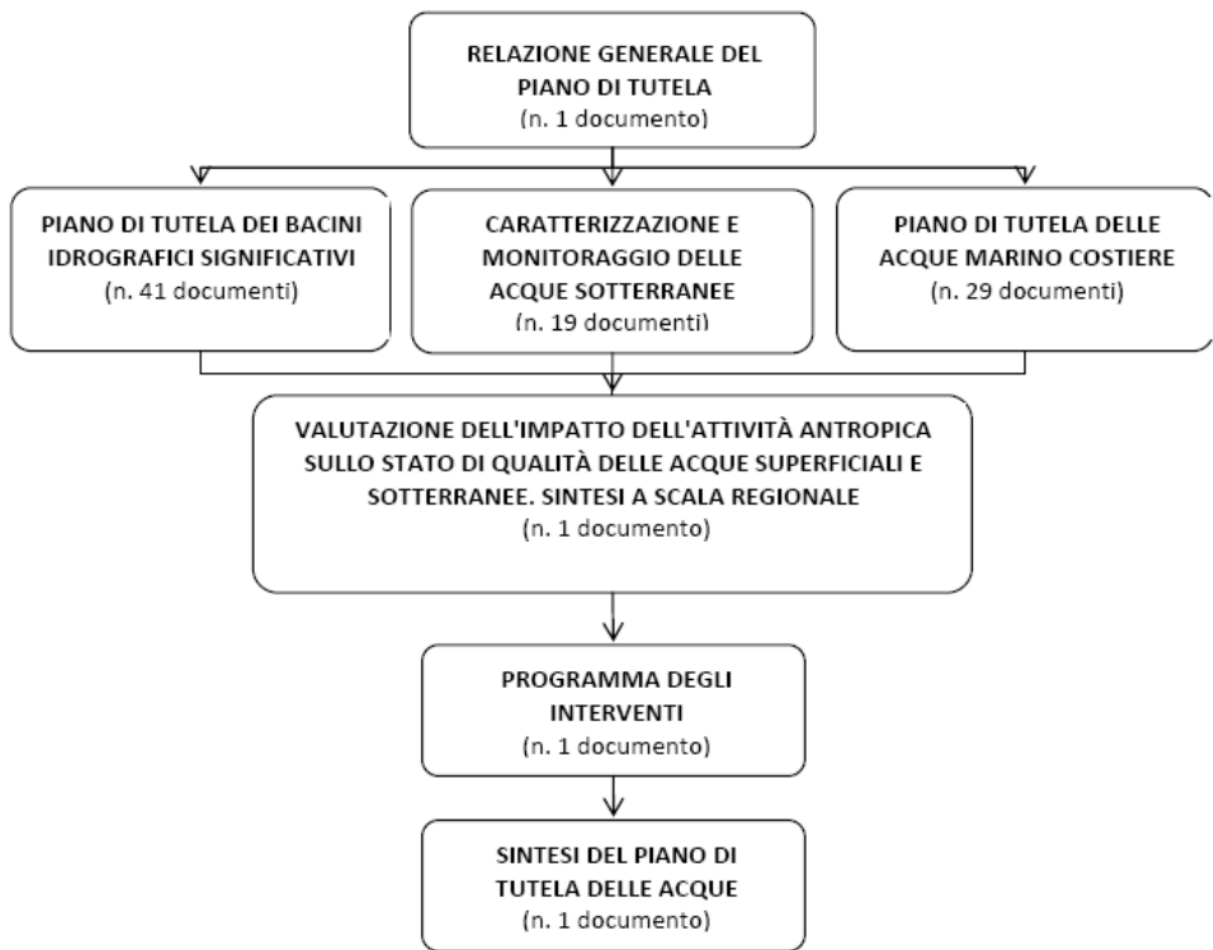 RELAZIONE GENERALE DEL
PIANO DI TUTELA
(n. 1 documento)
PIANO DI TUTELA DEI BACINI
IDROGRAFICI SIGNIFICATIVI
(n. 41 documenti)
CARATTERIZZAZIONE E
MONITORAGGIO DELLE
ACQUE SOTTERRANEE
(n. 19 documenti)
PIANO DI TUTELA DELLE
ACQUE MARINO COSTIERE
(n. 29 documenti)
VALUTAZIONE DELL'IMPATTO DELL'ATTIVITÀ ANTROPICA
SULLO STATO DI QUALITÀ DELLE ACQUE SUPERFICIALI E
SOTTERRANEE. SINTESI A SCALA REGIONALE
(n. 1 documento)
PROGRAMMA DEGLI
INTERVENTI
(n. 1 documento)
SINTESI DEL PIANO DI
TUTELA DELLE ACQUE
(n. 1 documento)